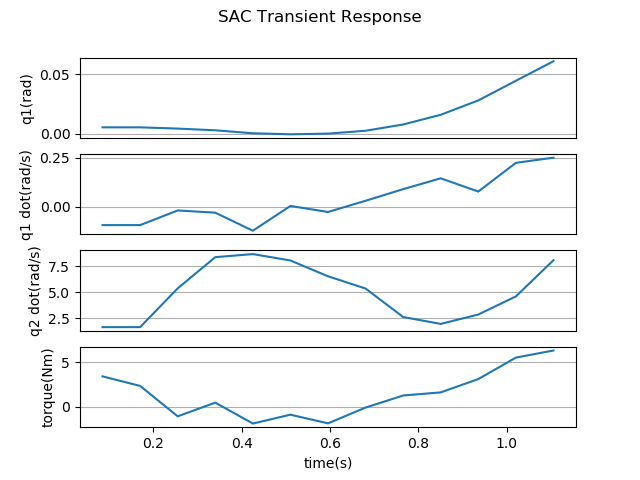 SAC Transient Response
q1(rad)
0.05
0.00
q1 dot(rad/s)
0.25
0.00
q2 dot(rad/s)
7.5
5.0
2.5
torque(Nm)
5
0
0.2 0.4 0.6 0.8 1.0
time(s)